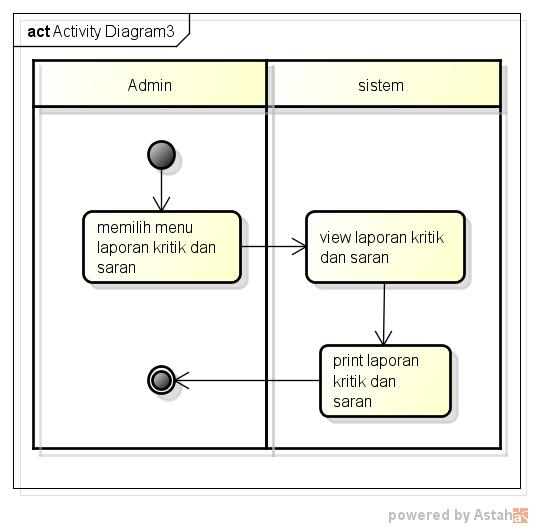 act Activity Diagram3
Admin
sistem
memilih menu
laporan kritik dan
saran
view laporan kritik
dan saran
print laporan
kritik dan
saran
powered by Astah